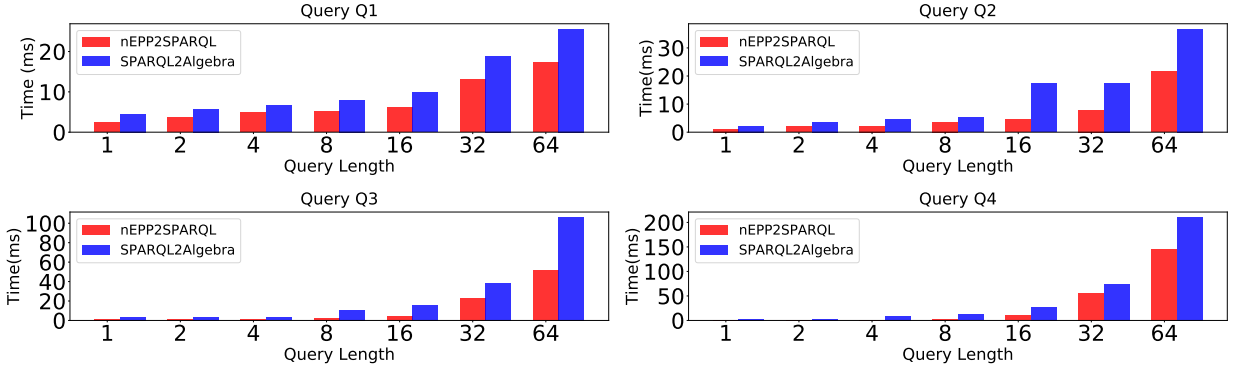 Query Q1
Time (ms)
20
10
0
nEPP2SPARQL
SPARQL2Algebra
1 2 4 8 16 32 64
Query Length
Query Q2
Time(ms)
30
20
10
0
nEPP2SPARQL
SPARQL2Algebra
1 2 4 8 16 32 64
Query Length
Query Q3
Time(ms)
100
80
60
40
20
0
nEPP2SPARQL
SPARQL2Algebra
1 2 4 8 16 32 64
Query Length
Query Q4
Time(ms)
200
150
100
50
0
nEPP2SPARQL
SPARQL2Algebra
1 2 4 8 16 32 64
Query Length